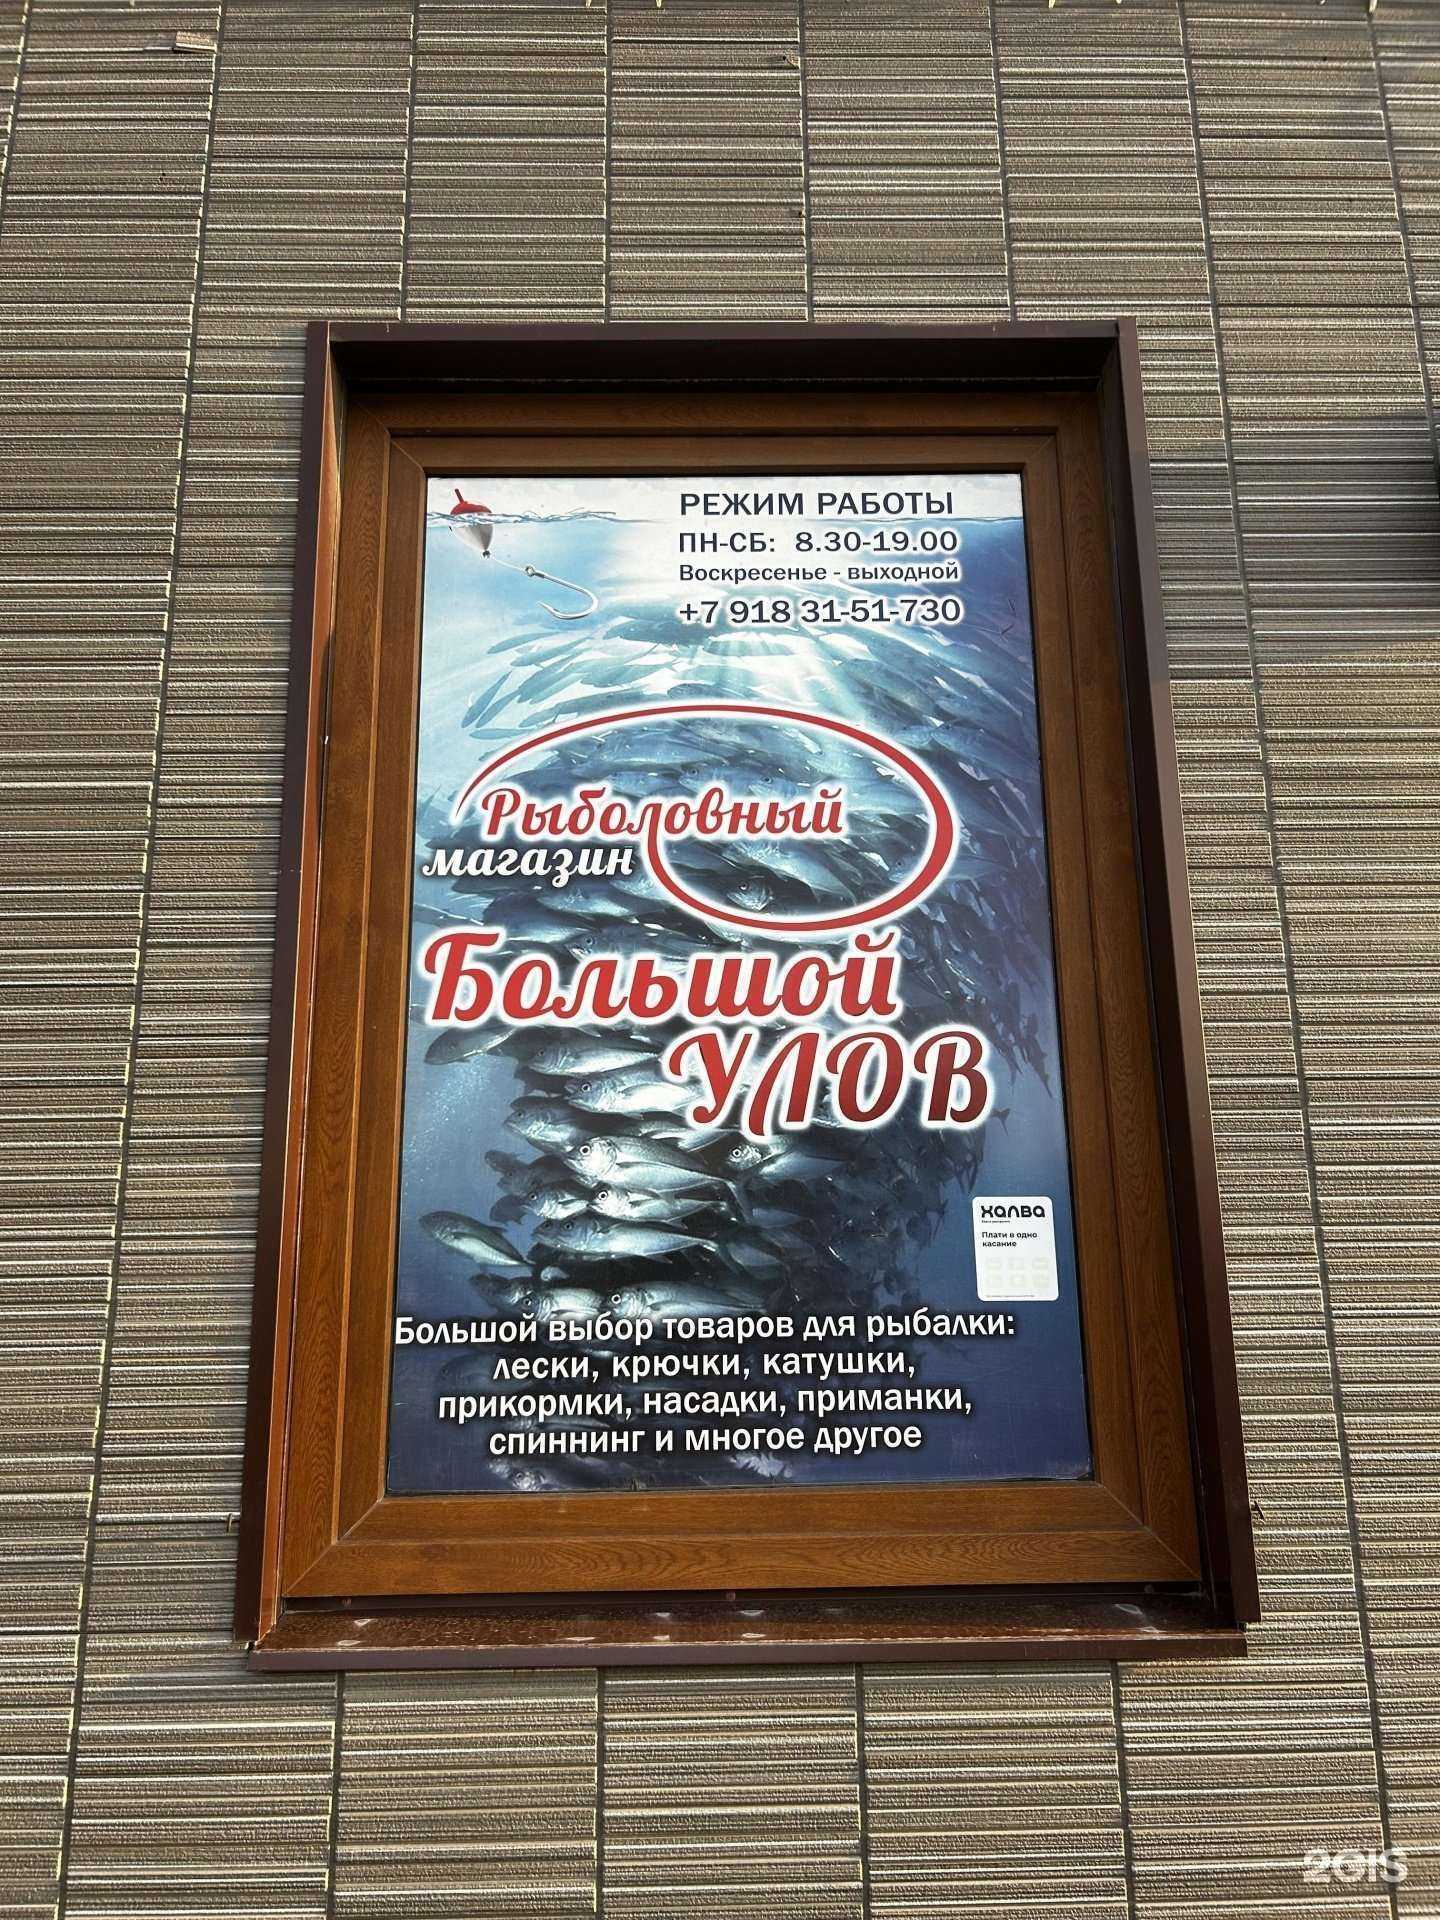 РЕЖИМ РАБОТЫ
ПН-СБ: 8.30-19.00
Воскресенье - выходной
+7 918 31-51-730
Рыболовный
магазин
Большой
УЛОВ
халва
Плати в одно
касание
Большой выбор товаров для рыбалки:
лески, крючки, катушки,
прикормки, насадки, приманки,
спиннинг и многое другое
2GIS